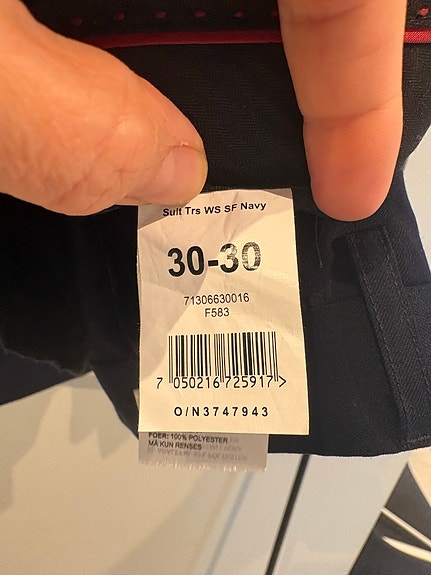 Suit Trs WS SF Navy
30-30
71306630016
F583
7 050216 725917 >
O/N3747943
FOER: 100% POLYESTER
MÅ KUN RENSES